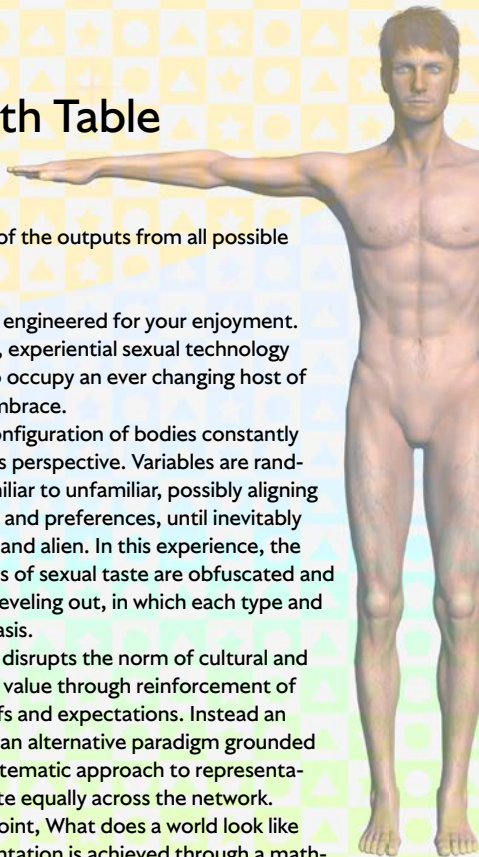 th Table
of the outputs from all possible
engineered for your enjoyment.
, experiential sexual technology
occupy an ever changing host of
mbrace.
onfiguration of bodies constantly
s perspective. Variables are rand-
iliar to unfamiliar, possibly aligning
and preferences, until inevitably
and alien. In this experience, the
s of sexual taste are obfuscated and
eveling out, in which each type and
asis.
disrupts the norm of cultural and
value through reinforcement of
fs and expectations. Instead an
an alternative paradigm grounded
tematic approach to representa-
te equally across the network.
oint, What does a world look like
ntation is achieved through a math-